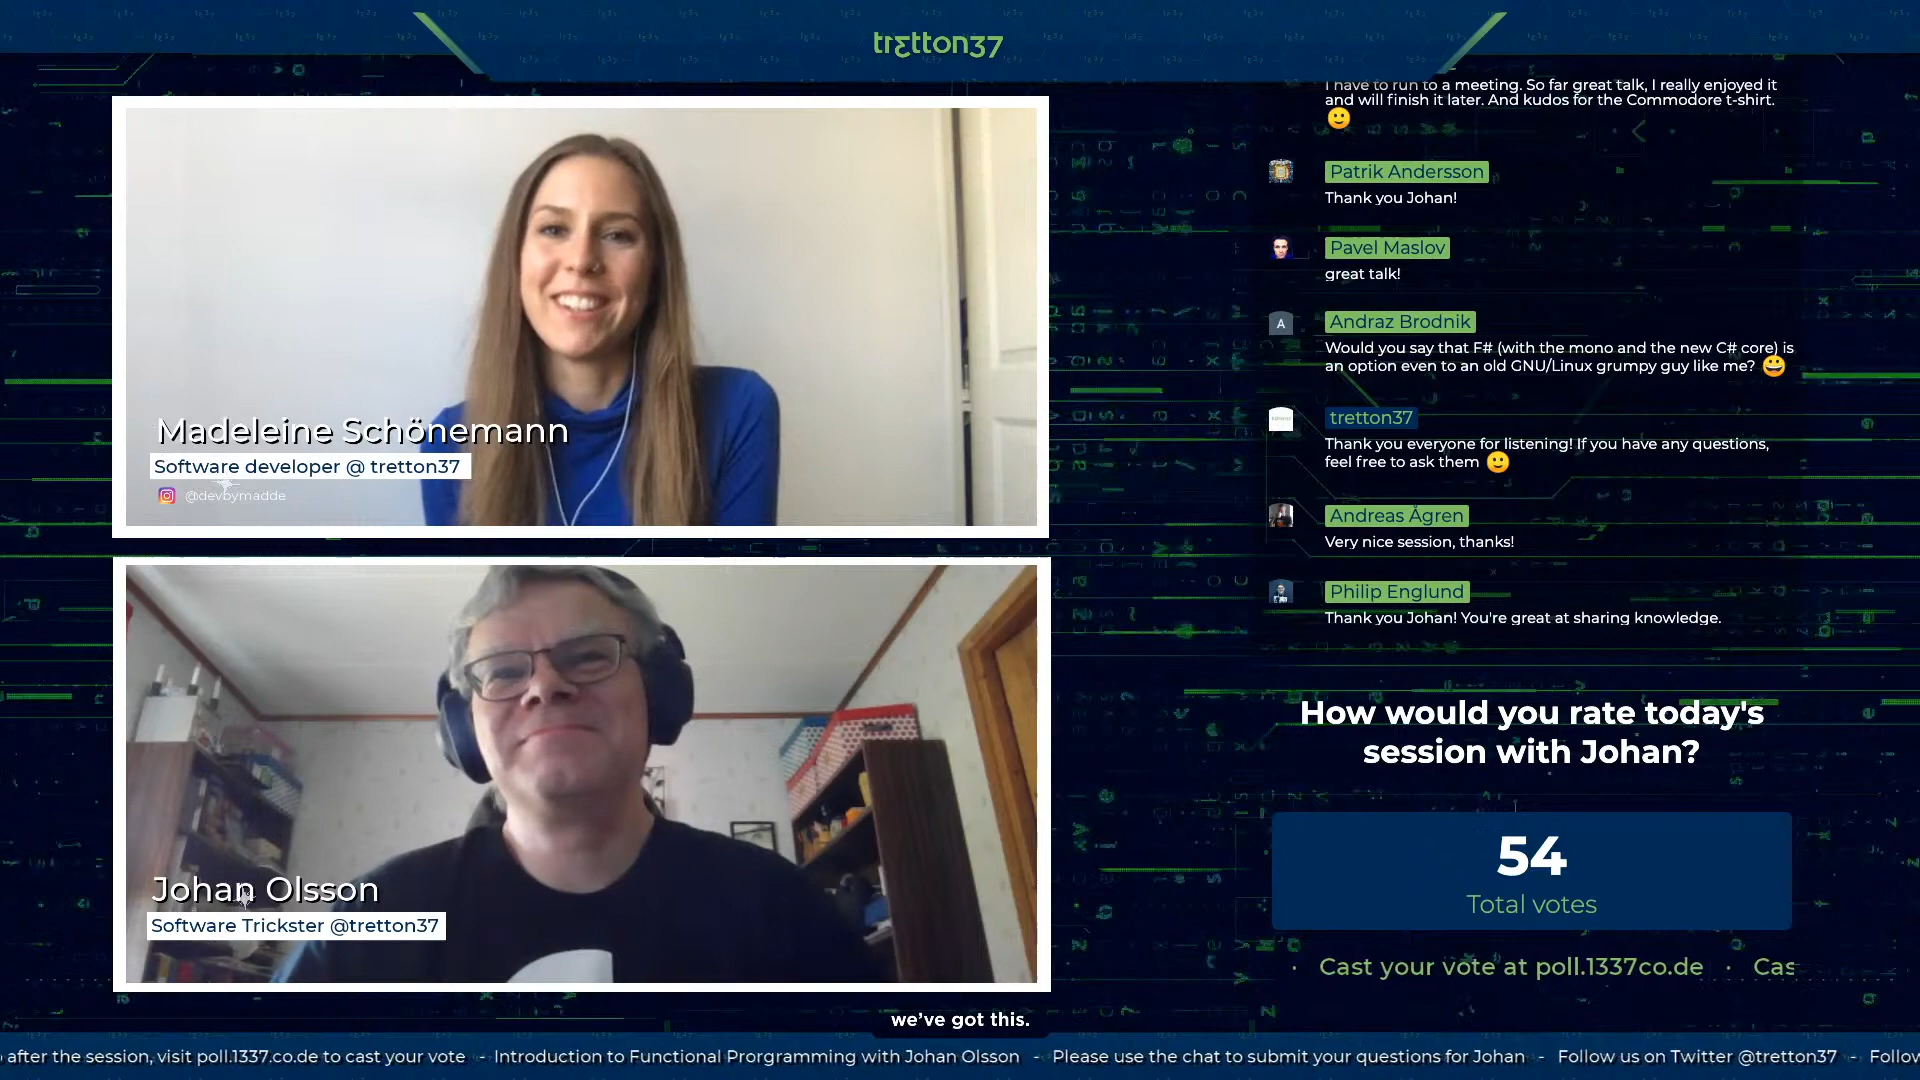 tretton37
Madeleine Schönemann
Software developer @ tretton37
@devbymadde
Johan Olsson
Software Trickster @tretton37
I have to run to a meeting. So far great talk, I really enjoyed it
and will finish it later. And kudos for the Commodore t-shirt.
🙂
Patrik Andersson
Thank you Johan!
Pavel Maslov
great talk!
A
Andraz Brodnik
Would you say that F# (with the mono and the new C# core) is
an option even to an old GNU/Linux grumpy guy like me? 😀
tretton37
Thank you everyone for listening! If you have any questions,
feel free to ask them 🙂
Andreas Ågren
Very nice session, thanks!
Philip Englund
Thank you Johan! You're great at sharing knowledge.
How would you rate today's
session with Johan?
54
Total votes
· Cast your vote at poll.1337co.de · Cas
we've got this.
after the session, visit poll.1337.co.de to cast your vote - Introduction to Functional Prorgramming with Johan Olsson - Please use the chat to submit your questions for Johan - Follow us on Twitter @tretton37 - Follow